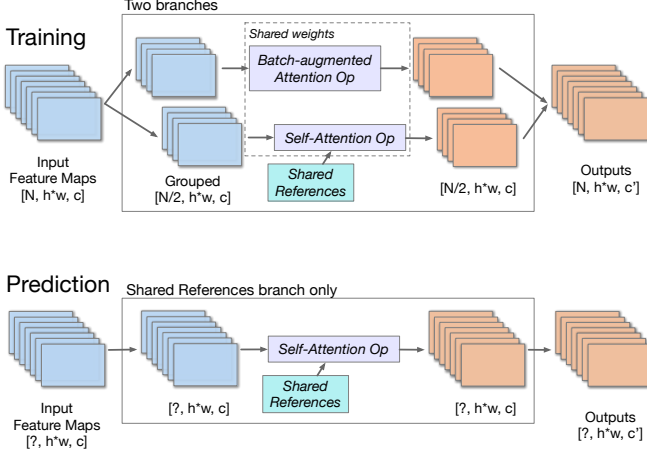 Two branches
Training
Shared weights
Batch-augmented
Attention Op
Self-Attention Op
Shared
References
Input
Feature Maps
[N, h*w, c]
Grouped
[N/2, h*w, c]
[N/2, h*w, c]
Outputs
[N, h*w, c’]
Prediction
Shared References branch only
Self-Attention Op
Shared
References
Input
Feature Maps
[?, h*w, c]
[?, h*w, c]
[?, h*w, c]
Outputs
[?, h*w, c’]